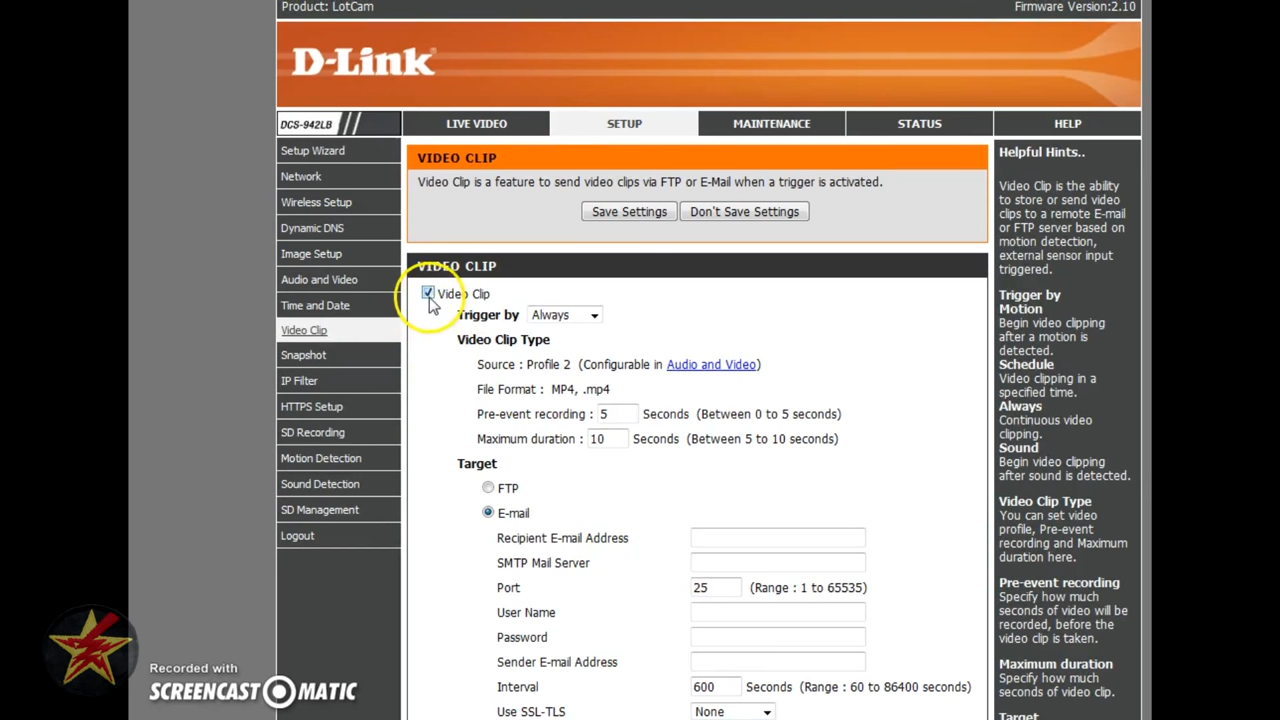 Product: LotCam
Firmware Version:2.10
D-Link
DCS-942LB
LIVE VIDEO
SETUP
MAINTENANCE
STATUS
HELP
Setup Wizard
Network
Wireless Setup
Dynamic DNS
Image Setup
Audio and Video
Time and Date
Video Clip
Snapshot
IP Filter
HTTPS Setup
SD Recording
Motion Detection
Sound Detection
SD Management
Logout
VIDEO CLIP
Video Clip is a feature to send video clips via FTP or E-Mail when a trigger is activated.
Save Settings
Don't Save Settings
VIDEO CLIP
Video Clip
Trigger by
Always
Video Clip Type
Source : Profile 2 (Configurable in Audio and Video)
File Format : MP4, .mp4
Pre-event recording : 5 Seconds (Between 0 to 5 seconds)
Maximum duration : 10 Seconds (Between 5 to 10 seconds)
Target
FTP
E-mail
Recipient E-mail Address
SMTP Mail Server
Port 25 (Range : 1 to 65535)
User Name
Password
Sender E-mail Address
Interval 600 Seconds (Range : 60 to 86400 seconds)
Use SSL-TLS None
Helpful Hints..
Video Clip is the ability
to store or send video
clips to a remote E-mail
or FTP server based on
motion detection,
external sensor input
triggered.
Trigger by
Motion
Begin video clipping
after a motion is
detected.
Schedule
Video clipping in a
specified time.
Always
Continuous video
clipping.
Sound
Begin video clipping
after sound is detected.
Video Clip Type
You can set video
profile, Pre-event
recording and Maximum
duration here.
Pre-event recording
Specify how much
seconds of video will be
recorded, before the
video clip is taken.
Maximum duration
Specify how much
seconds of video clip.
Target
Recorded with
SCREENCAST-O-MATIC